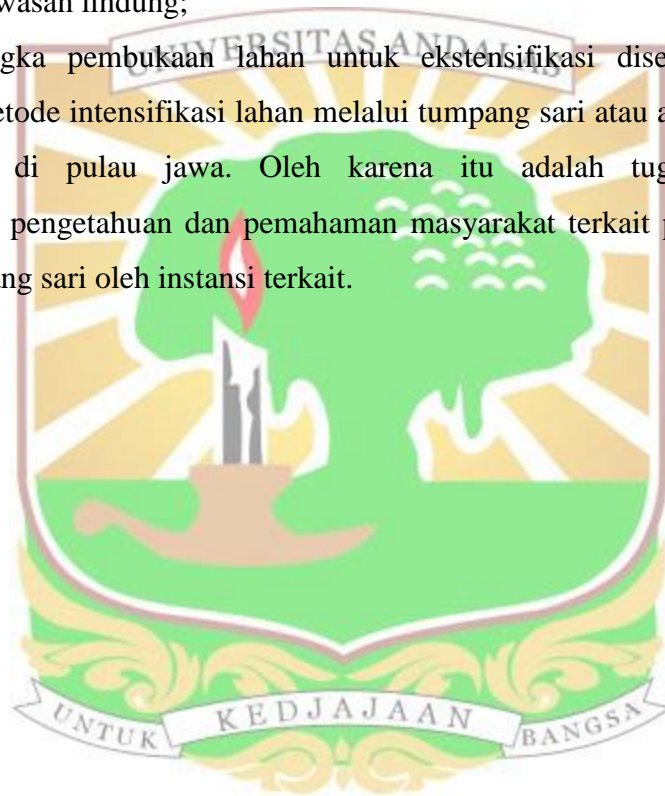 wasan lindung;
UNIVERSITAS ANDALAS
gka pembukaan lahan untuk ekstensifikasi dise
etode intensifikasi lahan melalui tumpang sari atau a
di pulau jawa. Oleh karena itu adalah tug
pengetahuan dan pemahaman masyarakat terkait p
ng sari oleh instansi terkait.
UNTUK KEDJAJAAN BANGSA